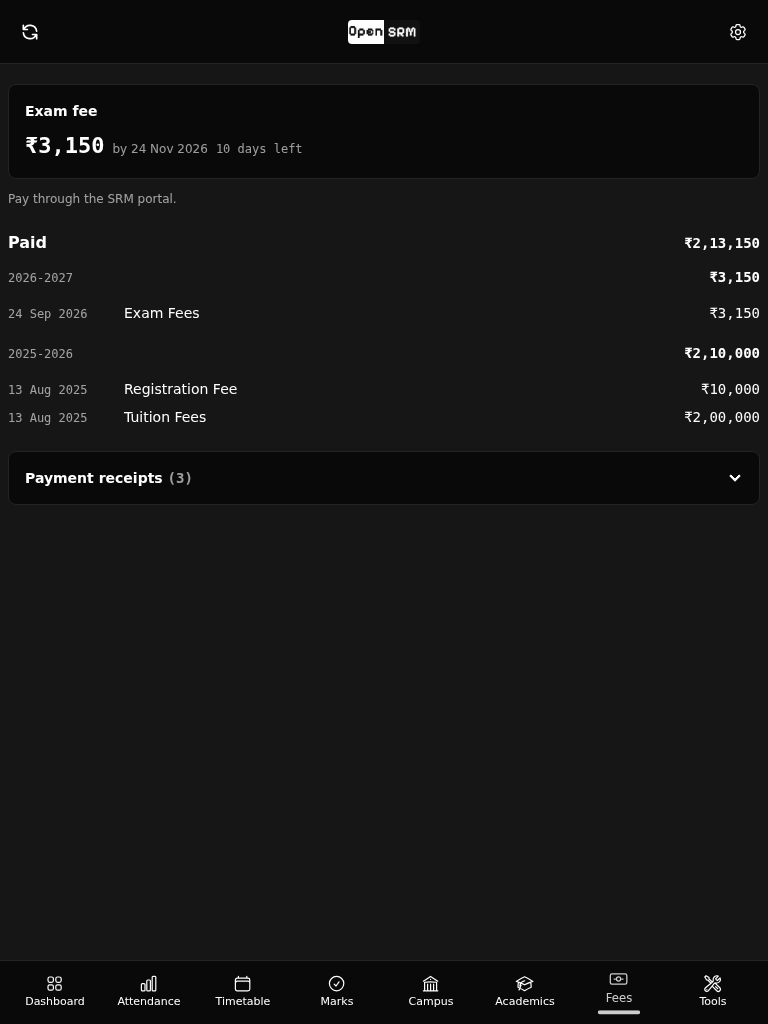 Open SRM
Exam fee
₹3,150 by 24 Nov 2026 10 days left
Pay through the SRM portal.
Paid ₹2,13,150
2026-2027 ₹3,150
24 Sep 2026 Exam Fees ₹3,150
2025-2026 ₹2,10,000
13 Aug 2025 Registration Fee ₹10,000
13 Aug 2025 Tuition Fees ₹2,00,000
Payment receipts (3)
Dashboard Attendance Timetable Marks Campus Academics Fees Tools